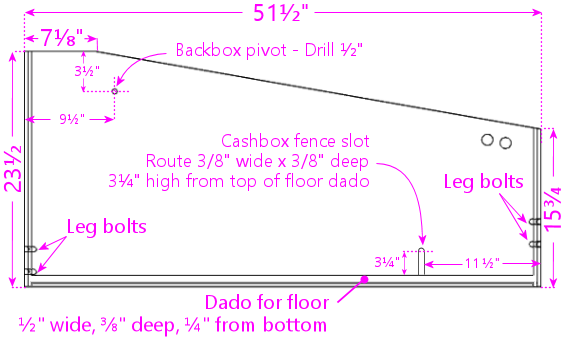 51½"
7⅛"
3½"
Backbox pivot - Drill ½"
9½"
23½
Cashbox fence slot
Route 3/8" wide x 3/8" deep
3¼" high from top of floor dado
Leg bolts
15¾
Leg bolts
3¼"
11½"
Dado for floor
½" wide, ⅜" deep, ¼" from bottom